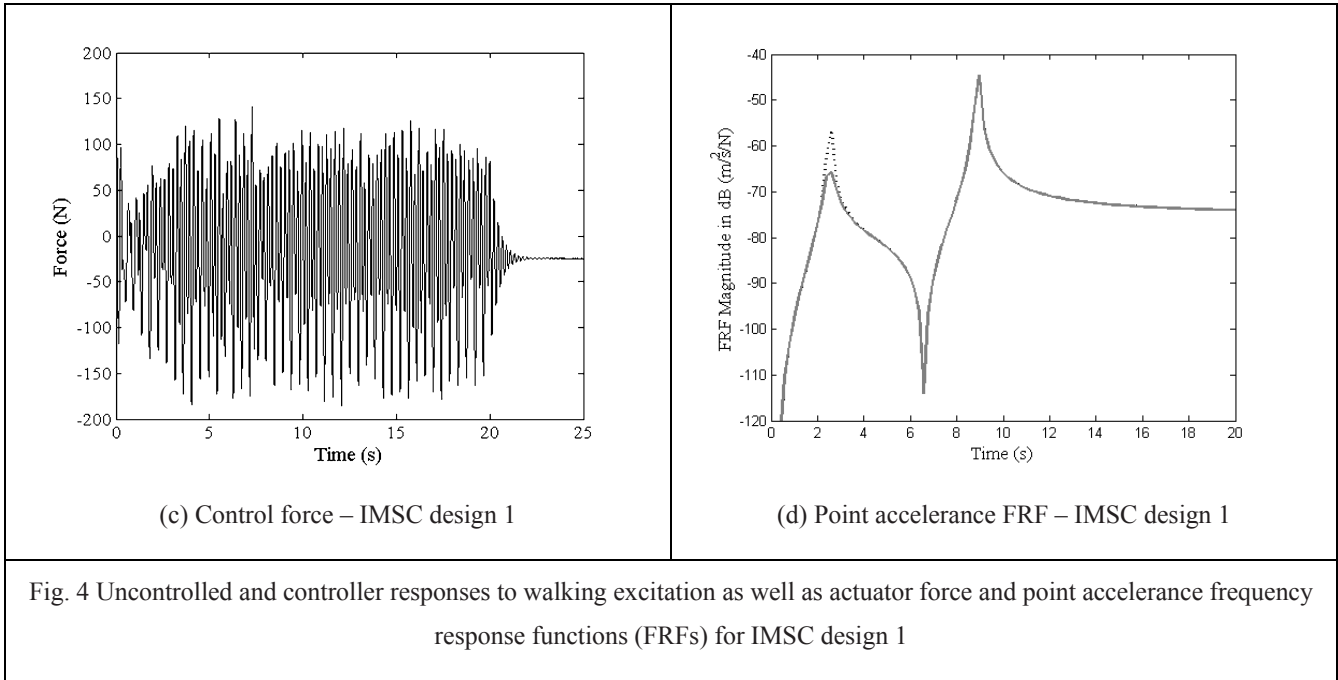 200
150
100
50
0
-50
-100
-150
-200
Force (N)
0 5 10 15 20 25
Time (s)
(c) Control force – IMSC design 1
-40
-50
-60
-70
-80
-90
-100
-110
-120
FRF Magnitude in dB (m/s²/N)
0 2 4 6 8 10 12 14 16 18 20
Time (s)
(d) Point accelerance FRF – IMSC design 1
Fig. 4 Uncontrolled and controller responses to walking excitation as well as actuator force and point accelerance frequency
response functions (FRFs) for IMSC design 1